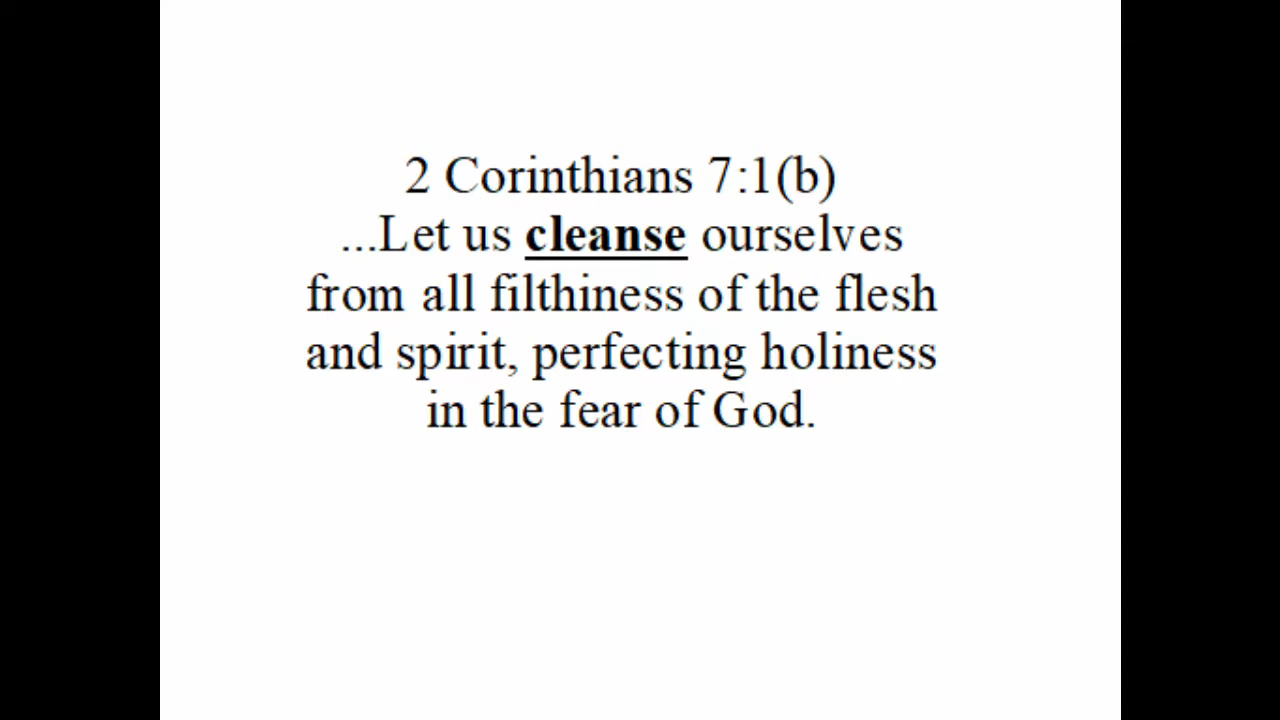 2 Corinthians 7:1(b)
...Let us cleanse ourselves
from all filthiness of the flesh
and spirit, perfecting holiness
in the fear of God.